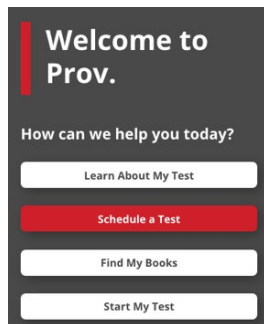 Welcome to
Prov.
How can we help you today?
Learn About My Test
Schedule a Test
Find My Books
Start My Test